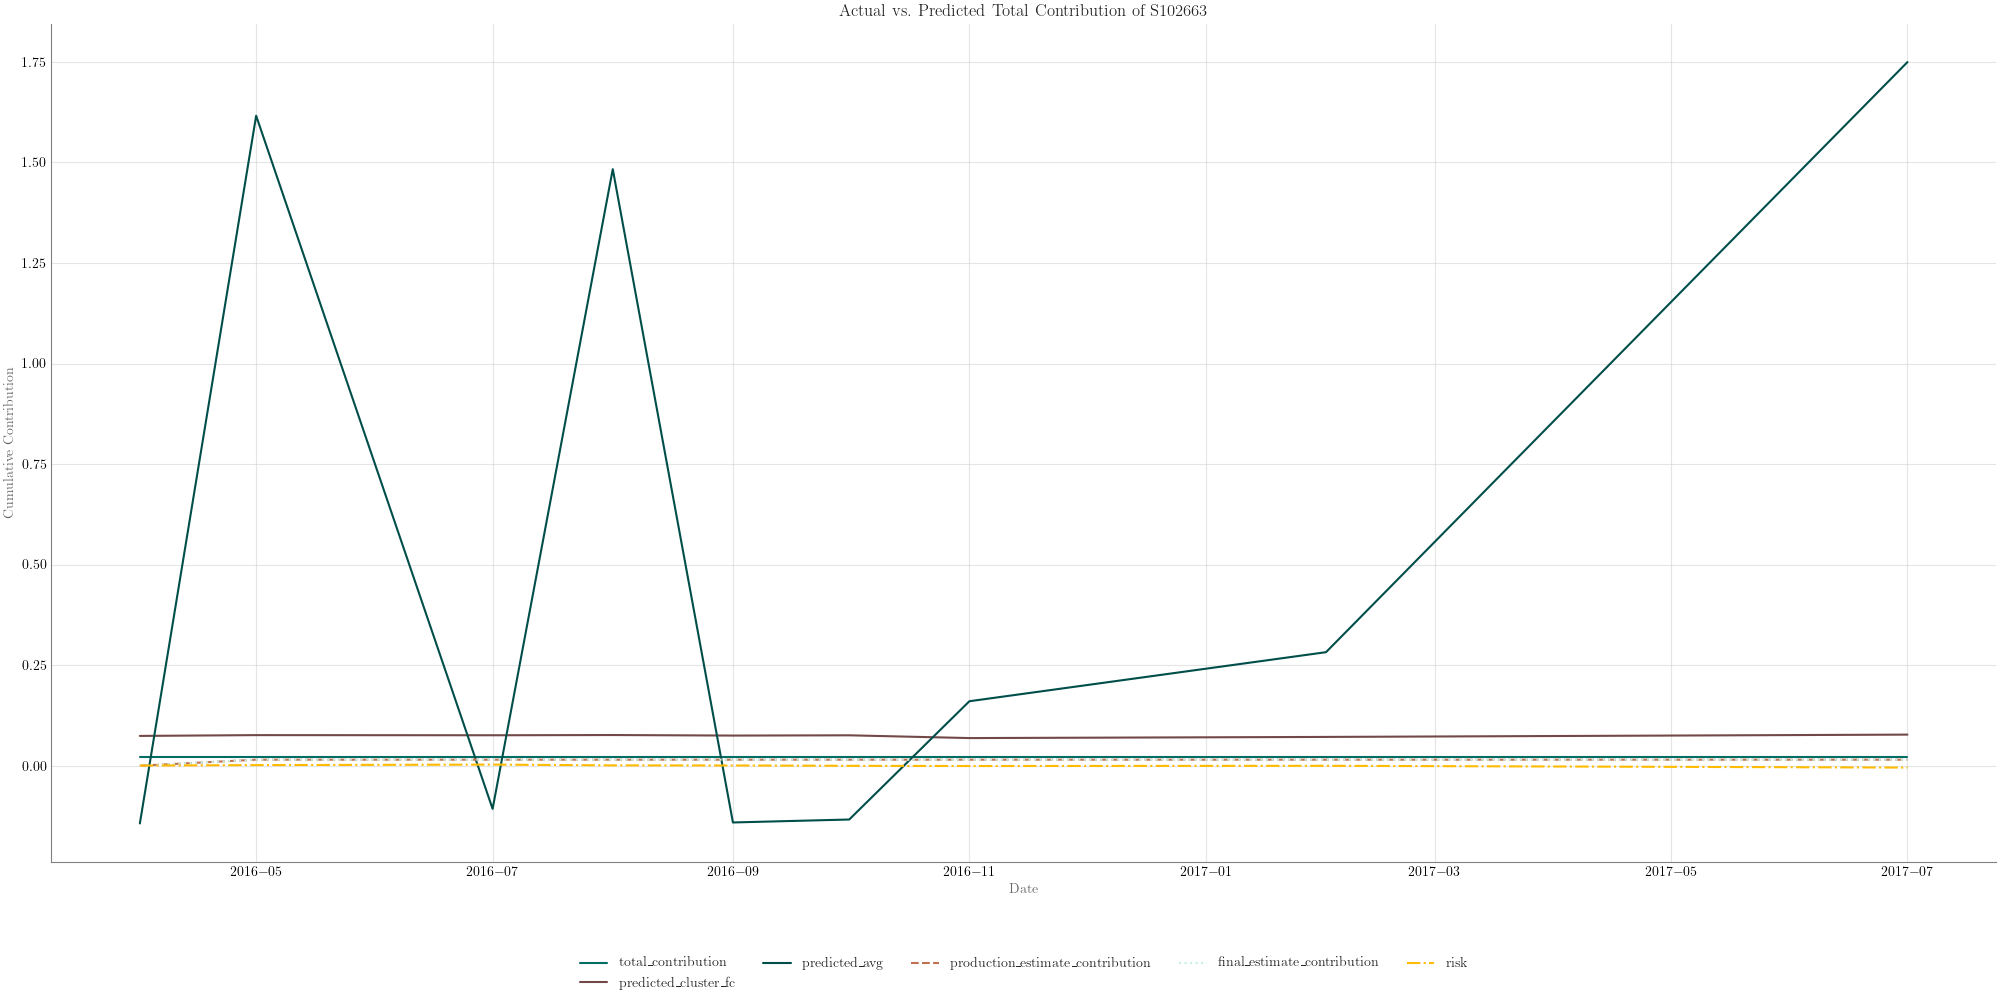 Actual vs. Predicted Total Contribution of S102663
1.75
1.50
1.25
1.00
0.75
0.50
0.25
0.00
Cumulative Contribution
2016–05 2016–07 2016–09 2016–11 2017–01 2017–03 2017–05 2017–07
Date
total_contribution predicted_avg production_estimate_contribution final_estimate_contribution risk
predicted_cluster_fc